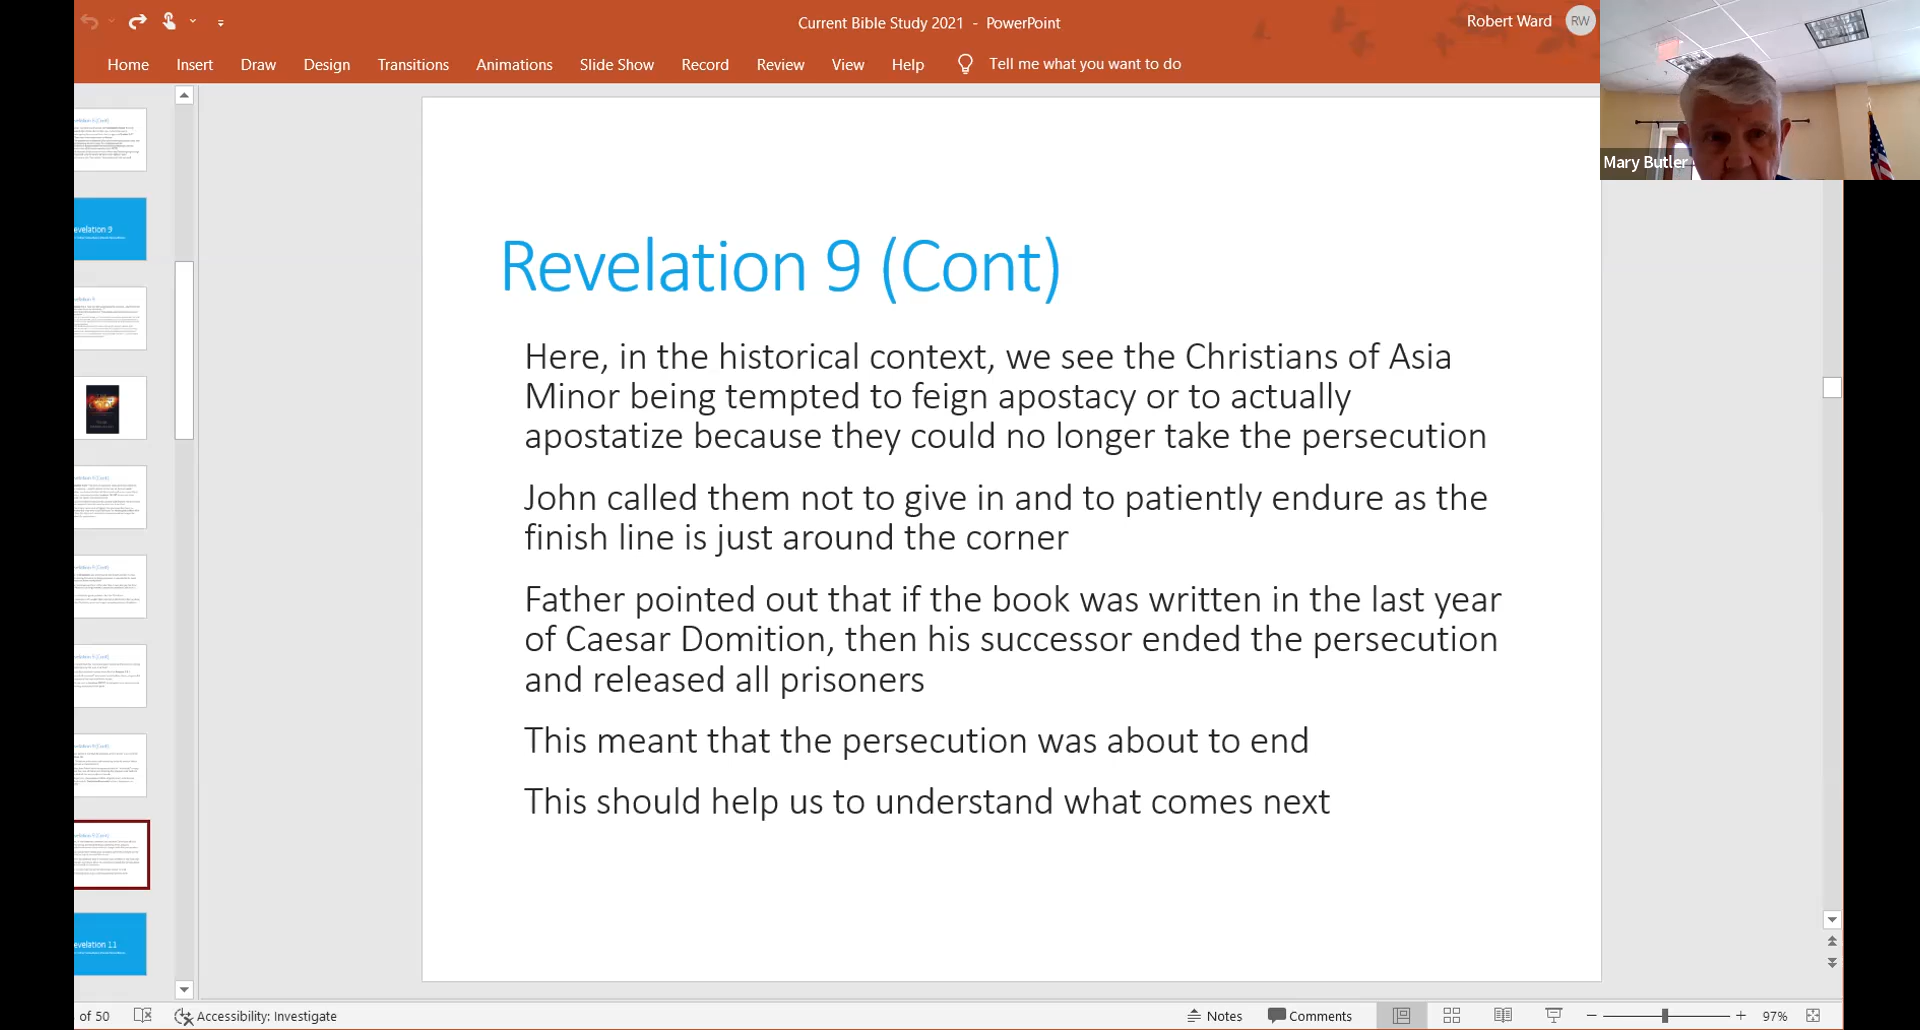 Current Bible Study 2021 - PowerPoint
Robert Ward
RW
Home Insert Draw Design Transitions Animations Slide Show Record Review View Help Tell me what you want to do
Mary Butler
evelation 9
evelation 11
Revelation 9 (Cont)
Here, in the historical context, we see the Christians of Asia
Minor being tempted to feign apostacy or to actually
apostatize because they could no longer take the persecution
John called them not to give in and to patiently endure as the
finish line is just around the corner
Father pointed out that if the book was written in the last year
of Caesar Domition, then his successor ended the persecution
and released all prisoners
This meant that the persecution was about to end
This should help us to understand what comes next
of 50 Accessibility: Investigate Notes Comments 97%